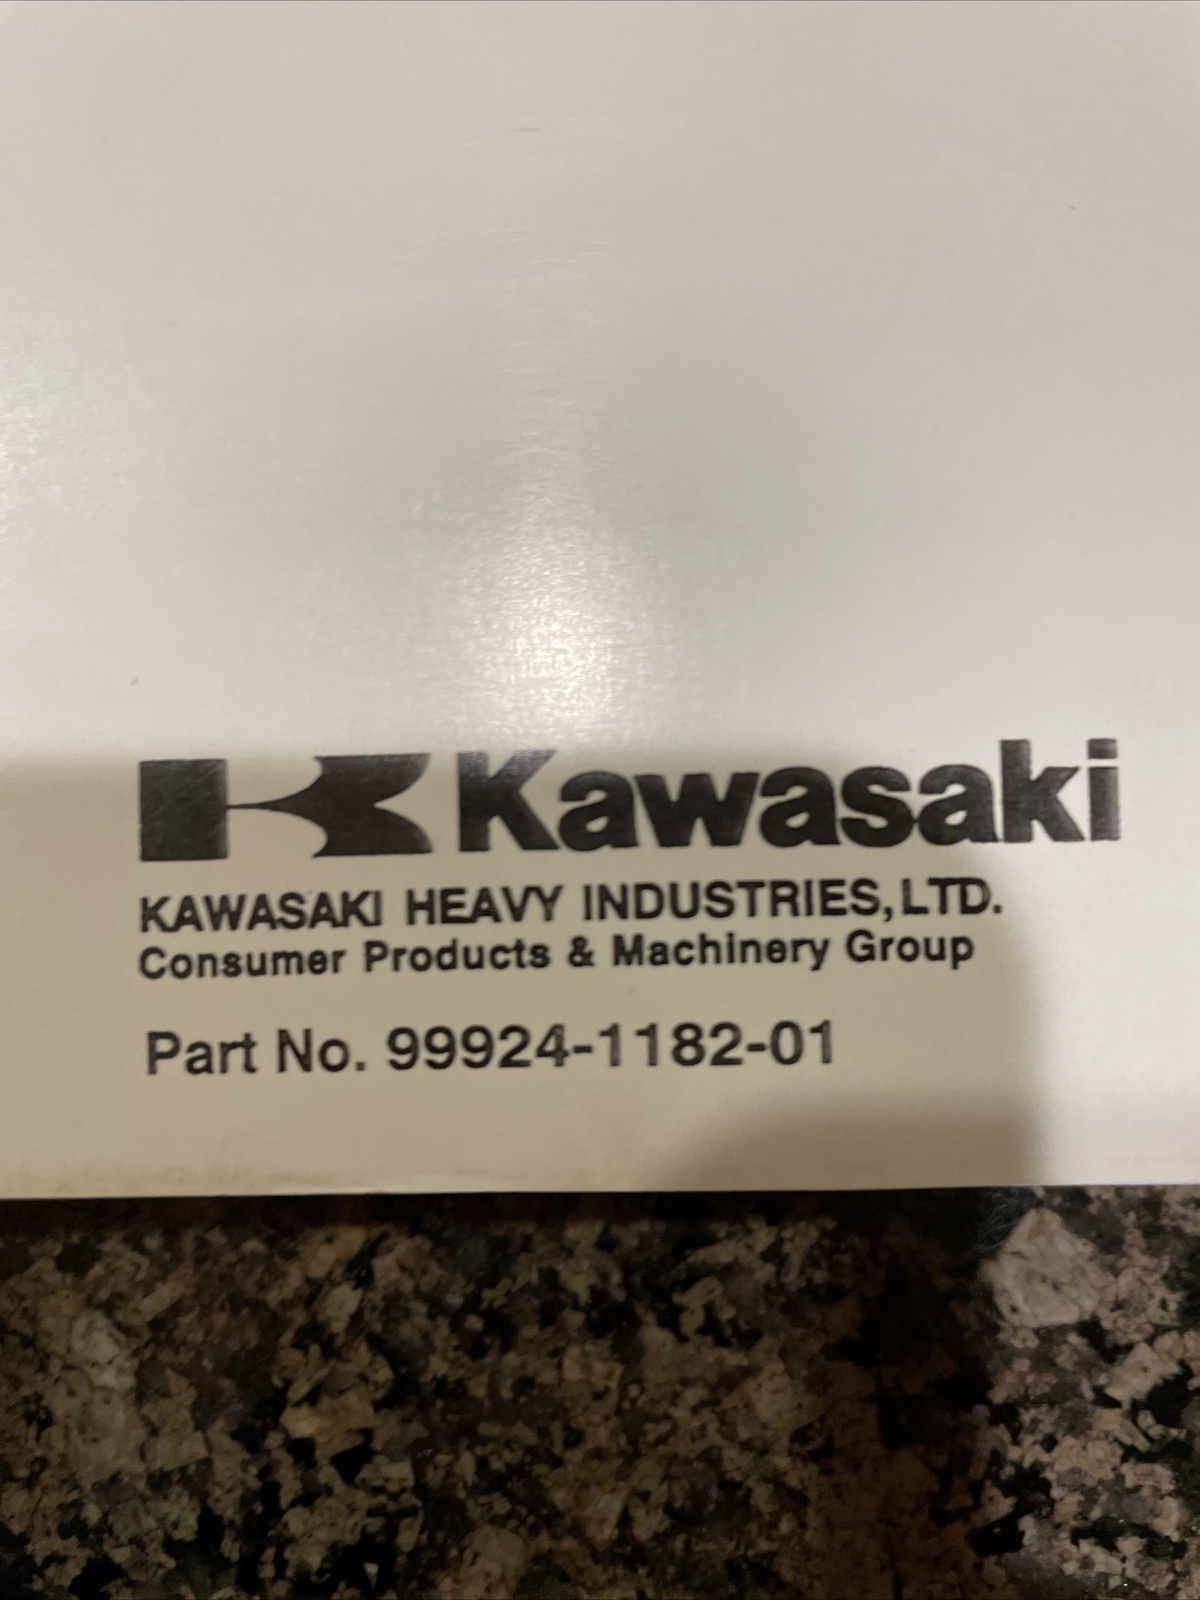 Kawasaki
KAWASAKI HEAVY INDUSTRIES, LTD.
Consumer Products & Machinery Group
Part No. 99924-1182-01